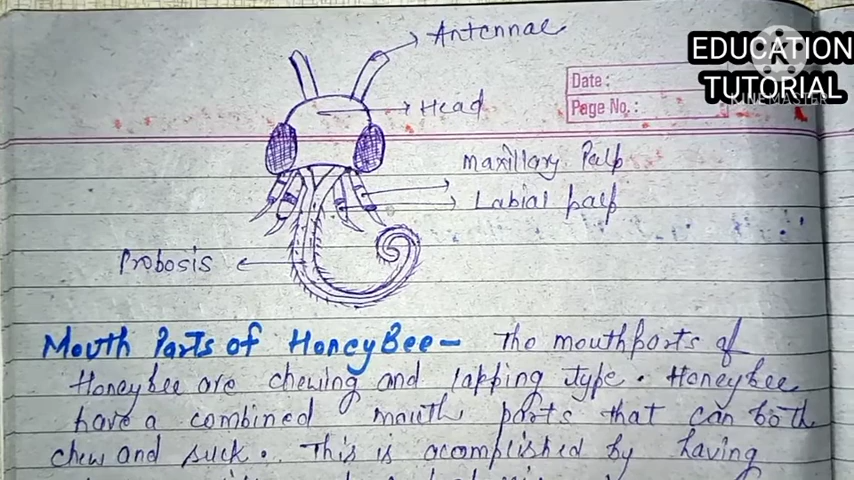 Antennae
EDUCATION
TUTORIAL
KINEMASTER
Date:
Page No.:
Head
Maxillary Palp
Labial palp
Probosis
Mouth Parts of HoneyBee- The mouthparts of
Honeybee are chewing and lapping type. Honeybee
have a combined mouth parts that can both
chew and suck. This is acomplished by having